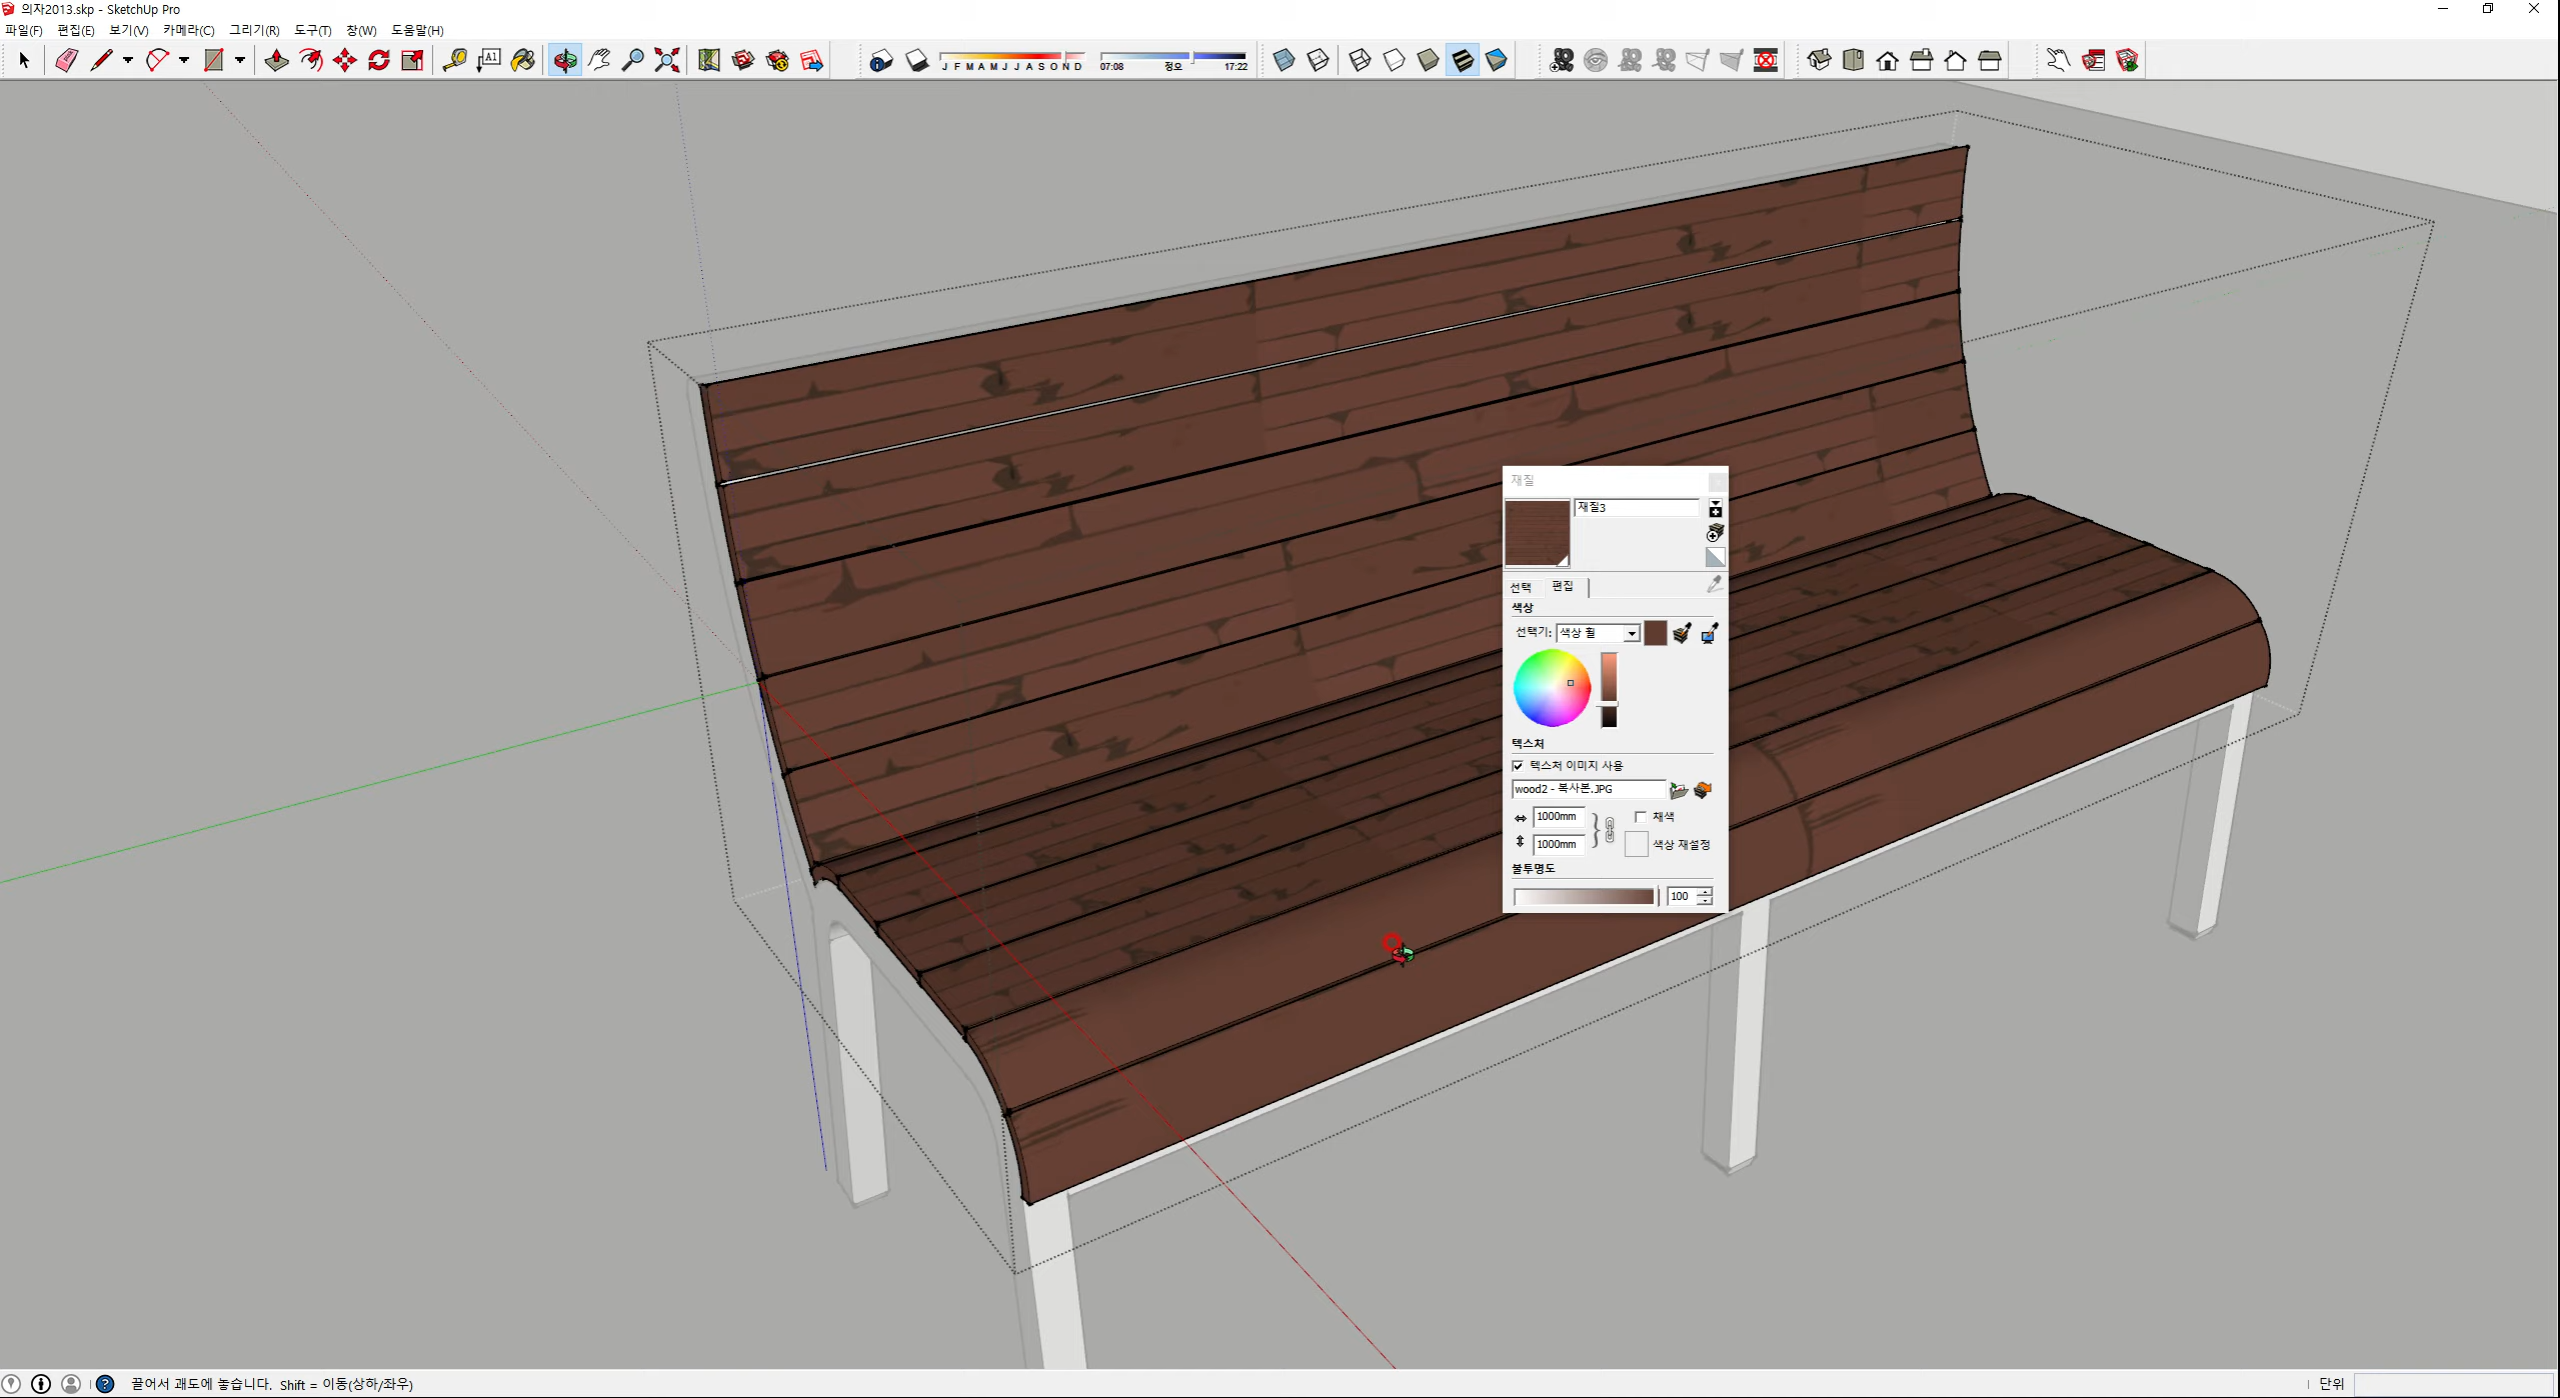 의자2013.skp - SketchUp Pro
파일(F) 편집(E) 보기(V) 카메라(C) 그리기(R) 도구(T) 창(W) 도움말(H)
A1
J F M A M J J A S O N D
07:08 정오 17:22
재질
재질3
선택 편집
색상
선택기: 색상 휠
텍스처
텍스처 이미지 사용
wood2 - 복사본.JPG
1000mm 채색
1000mm 색상 재설정
불투명도
100
끌어서 괘도에 놓습니다. Shift = 이동(상하/좌우)
단위